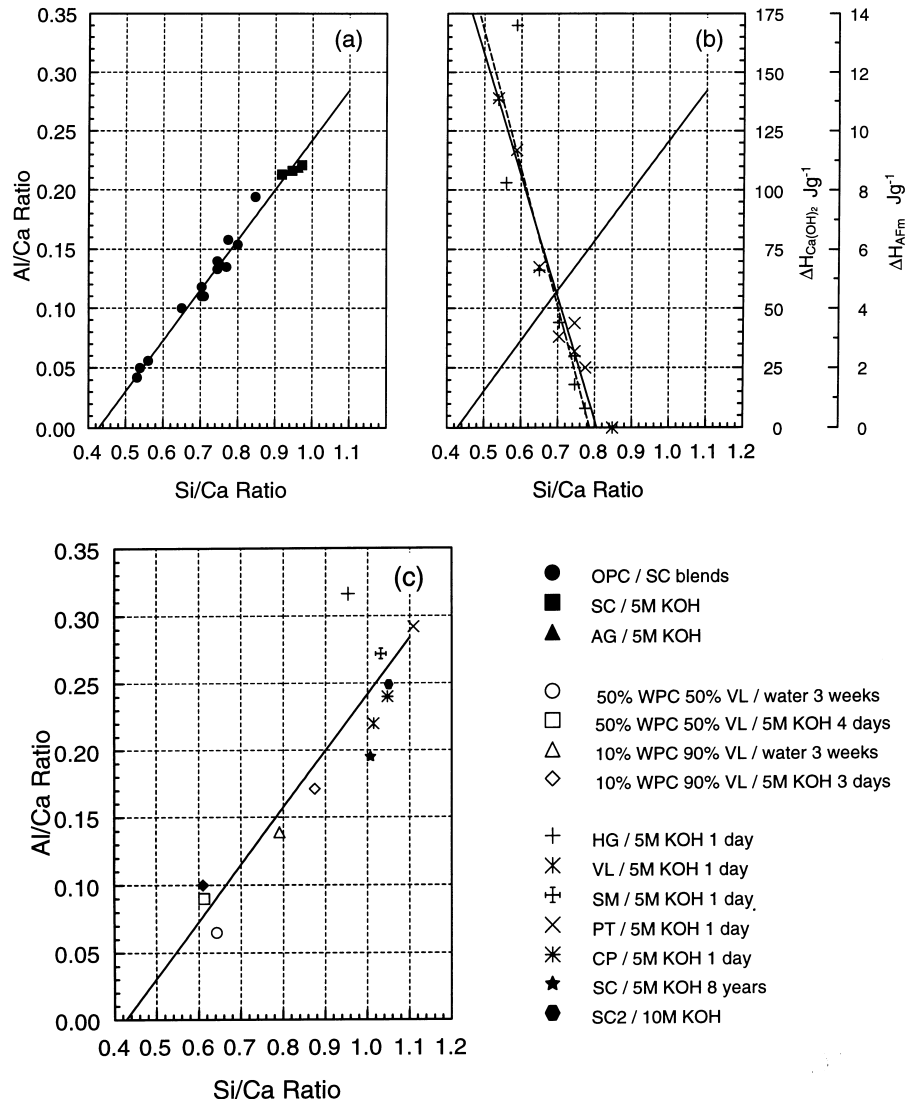 (a)
0.35
0.30
0.25
0.20
0.15
0.10
0.05
0.00
Al/Ca Ratio
0.4 0.5 0.6 0.7 0.8 0.9 1.0 1.1
Si/Ca Ratio
(b)
175
150
125
100
75
50
25
0
ΔHCa(OH)2 Jg-1
14
12
10
8
6
4
2
0
ΔHAFm Jg-1
0.4 0.5 0.6 0.7 0.8 0.9 1.0 1.1 1.2
Si/Ca Ratio
(c)
0.35
0.30
0.25
0.20
0.15
0.10
0.05
0.00
Al/Ca Ratio
0.4 0.5 0.6 0.7 0.8 0.9 1.0 1.1 1.2
Si/Ca Ratio
OPC / SC blends
SC / 5M KOH
AG / 5M KOH
50% WPC 50% VL / water 3 weeks
50% WPC 50% VL / 5M KOH 4 days
10% WPC 90% VL / water 3 weeks
10% WPC 90% VL / 5M KOH 3 days
HG / 5M KOH 1 day
VL / 5M KOH 1 day
SM / 5M KOH 1 day
PT / 5M KOH 1 day
CP / 5M KOH 1 day
SC / 5M KOH 8 years
SC2 / 10M KOH